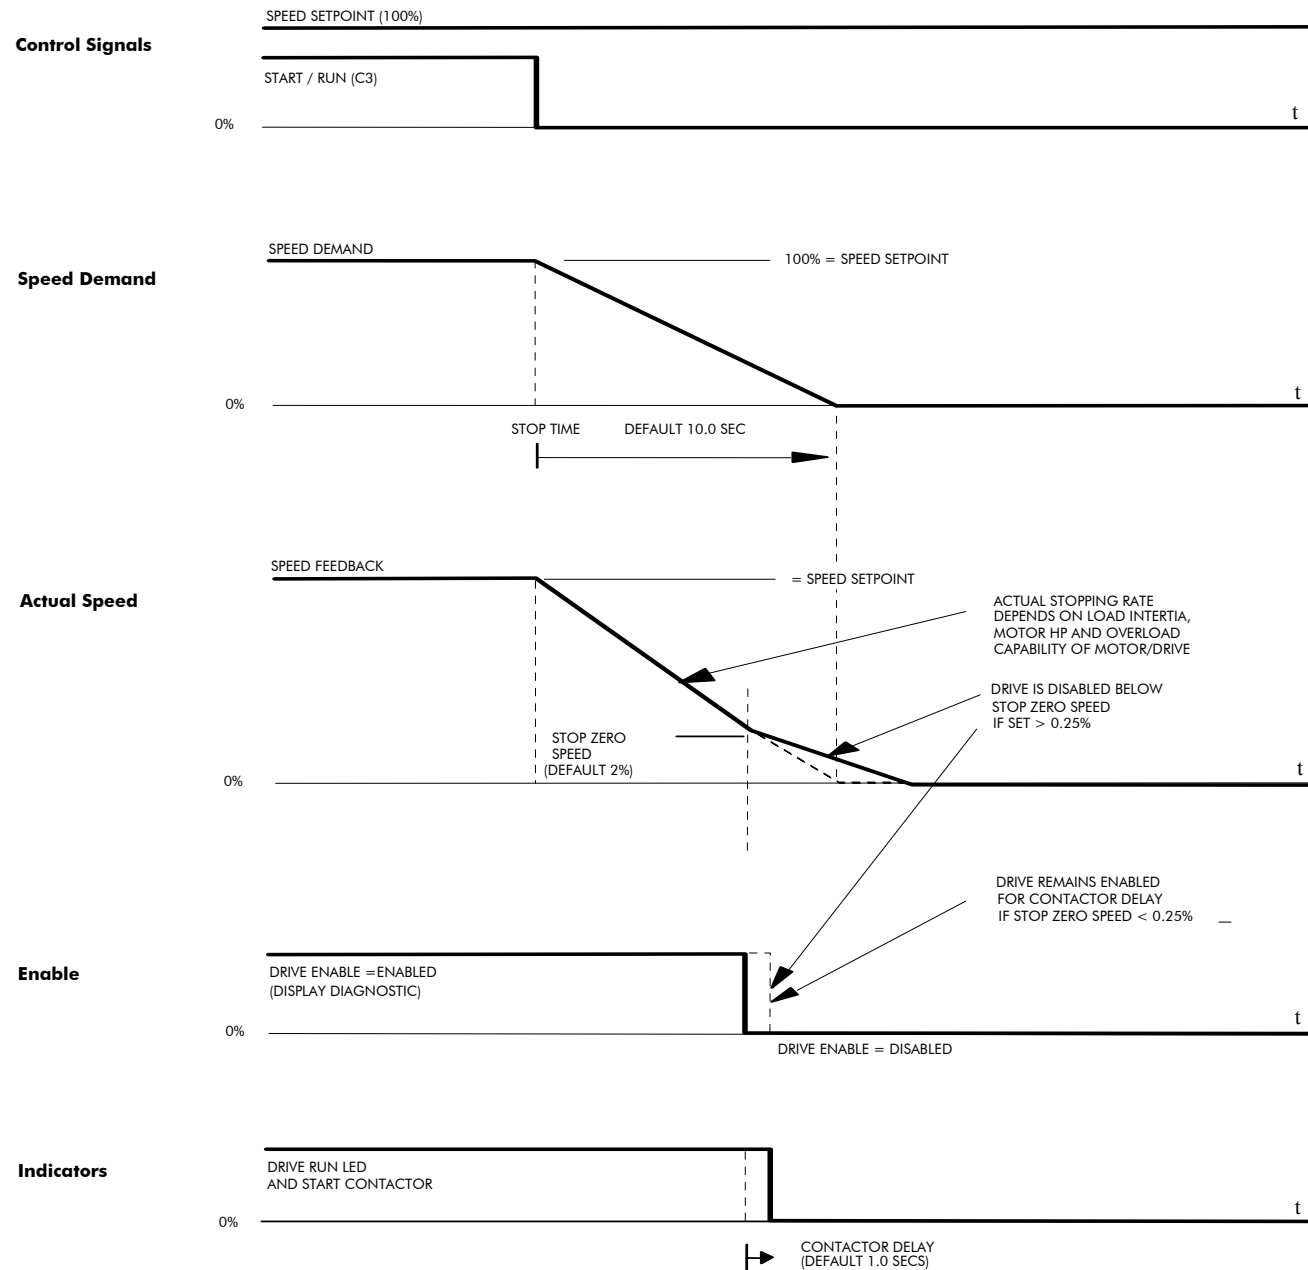 SPEED SETPOINT (100%)
Control Signals
START / RUN (C3)
t
0%
SPEED DEMAND
100% = SPEED SETPOINT
Speed Demand
t
0%
STOP TIME DEFAULT 10.0 SEC
SPEED FEEDBACK
= SPEED SETPOINT
Actual Speed
ACTUAL STOPPING RATE
DEPENDS ON LOAD INTERTIA,
MOTOR HP AND OVERLOAD
CAPABILITY OF MOTOR/DRIVE
DRIVE IS DISABLED BELOW
STOP ZERO SPEED
IF SET > 0.25%
STOP ZERO
SPEED
(DEFAULT 2%)
t
0%
DRIVE REMAINS ENABLED
FOR CONTACTOR DELAY
IF STOP ZERO SPEED < 0.25%
Enable
DRIVE ENABLE =ENABLED
(DISPLAY DIAGNOSTIC)
t
0%
DRIVE ENABLE = DISABLED
Indicators
DRIVE RUN LED
AND START CONTACTOR
t
0%
CONTACTOR DELAY
(DEFAULT 1.0 SECS)